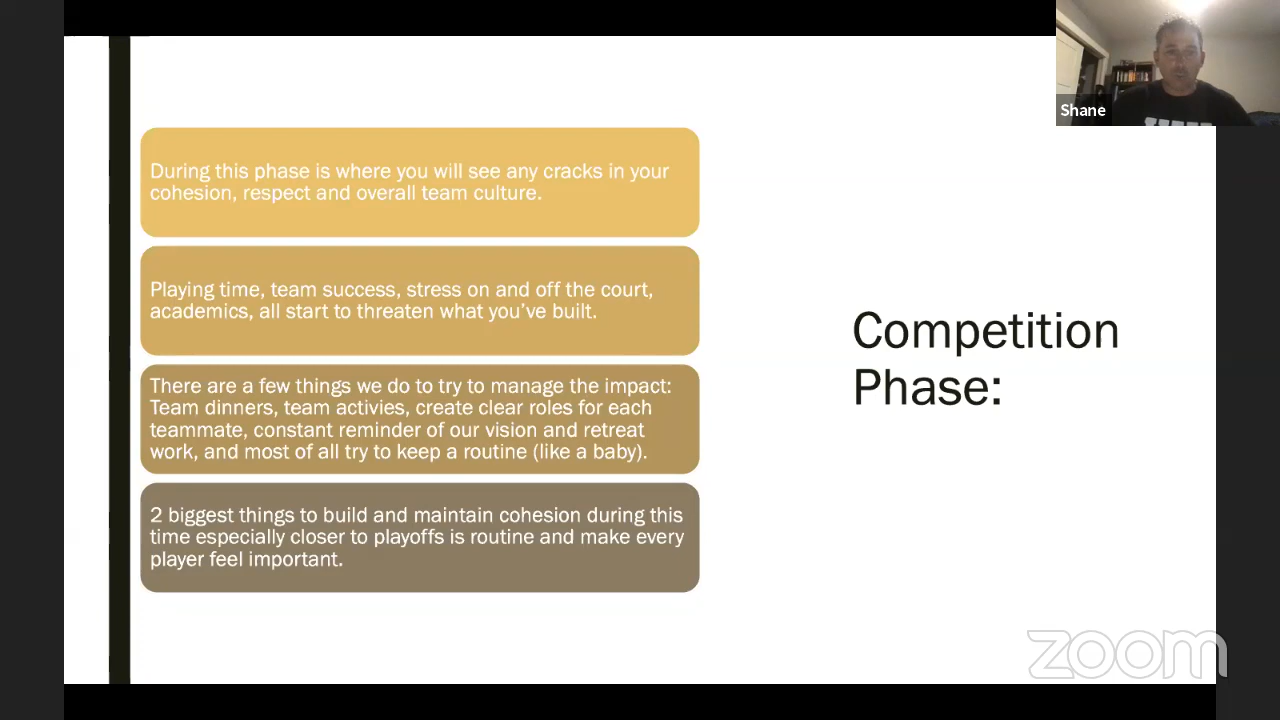 Shane
During this phase is where you will see any cracks in your
cohesion, respect and overall team culture.
Playing time, team success, stress on and off the court,
academics, all start to threaten what you've built.
There are a few things we do to try to manage the impact:
Team dinners, team activies, create clear roles for each
teammate, constant reminder of our vision and retreat
work, and most of all try to keep a routine (like a baby).
2 biggest things to build and maintain cohesion during this
time especially closer to playoffs is routine and make every
player feel important.
Competition
Phase:
zoom